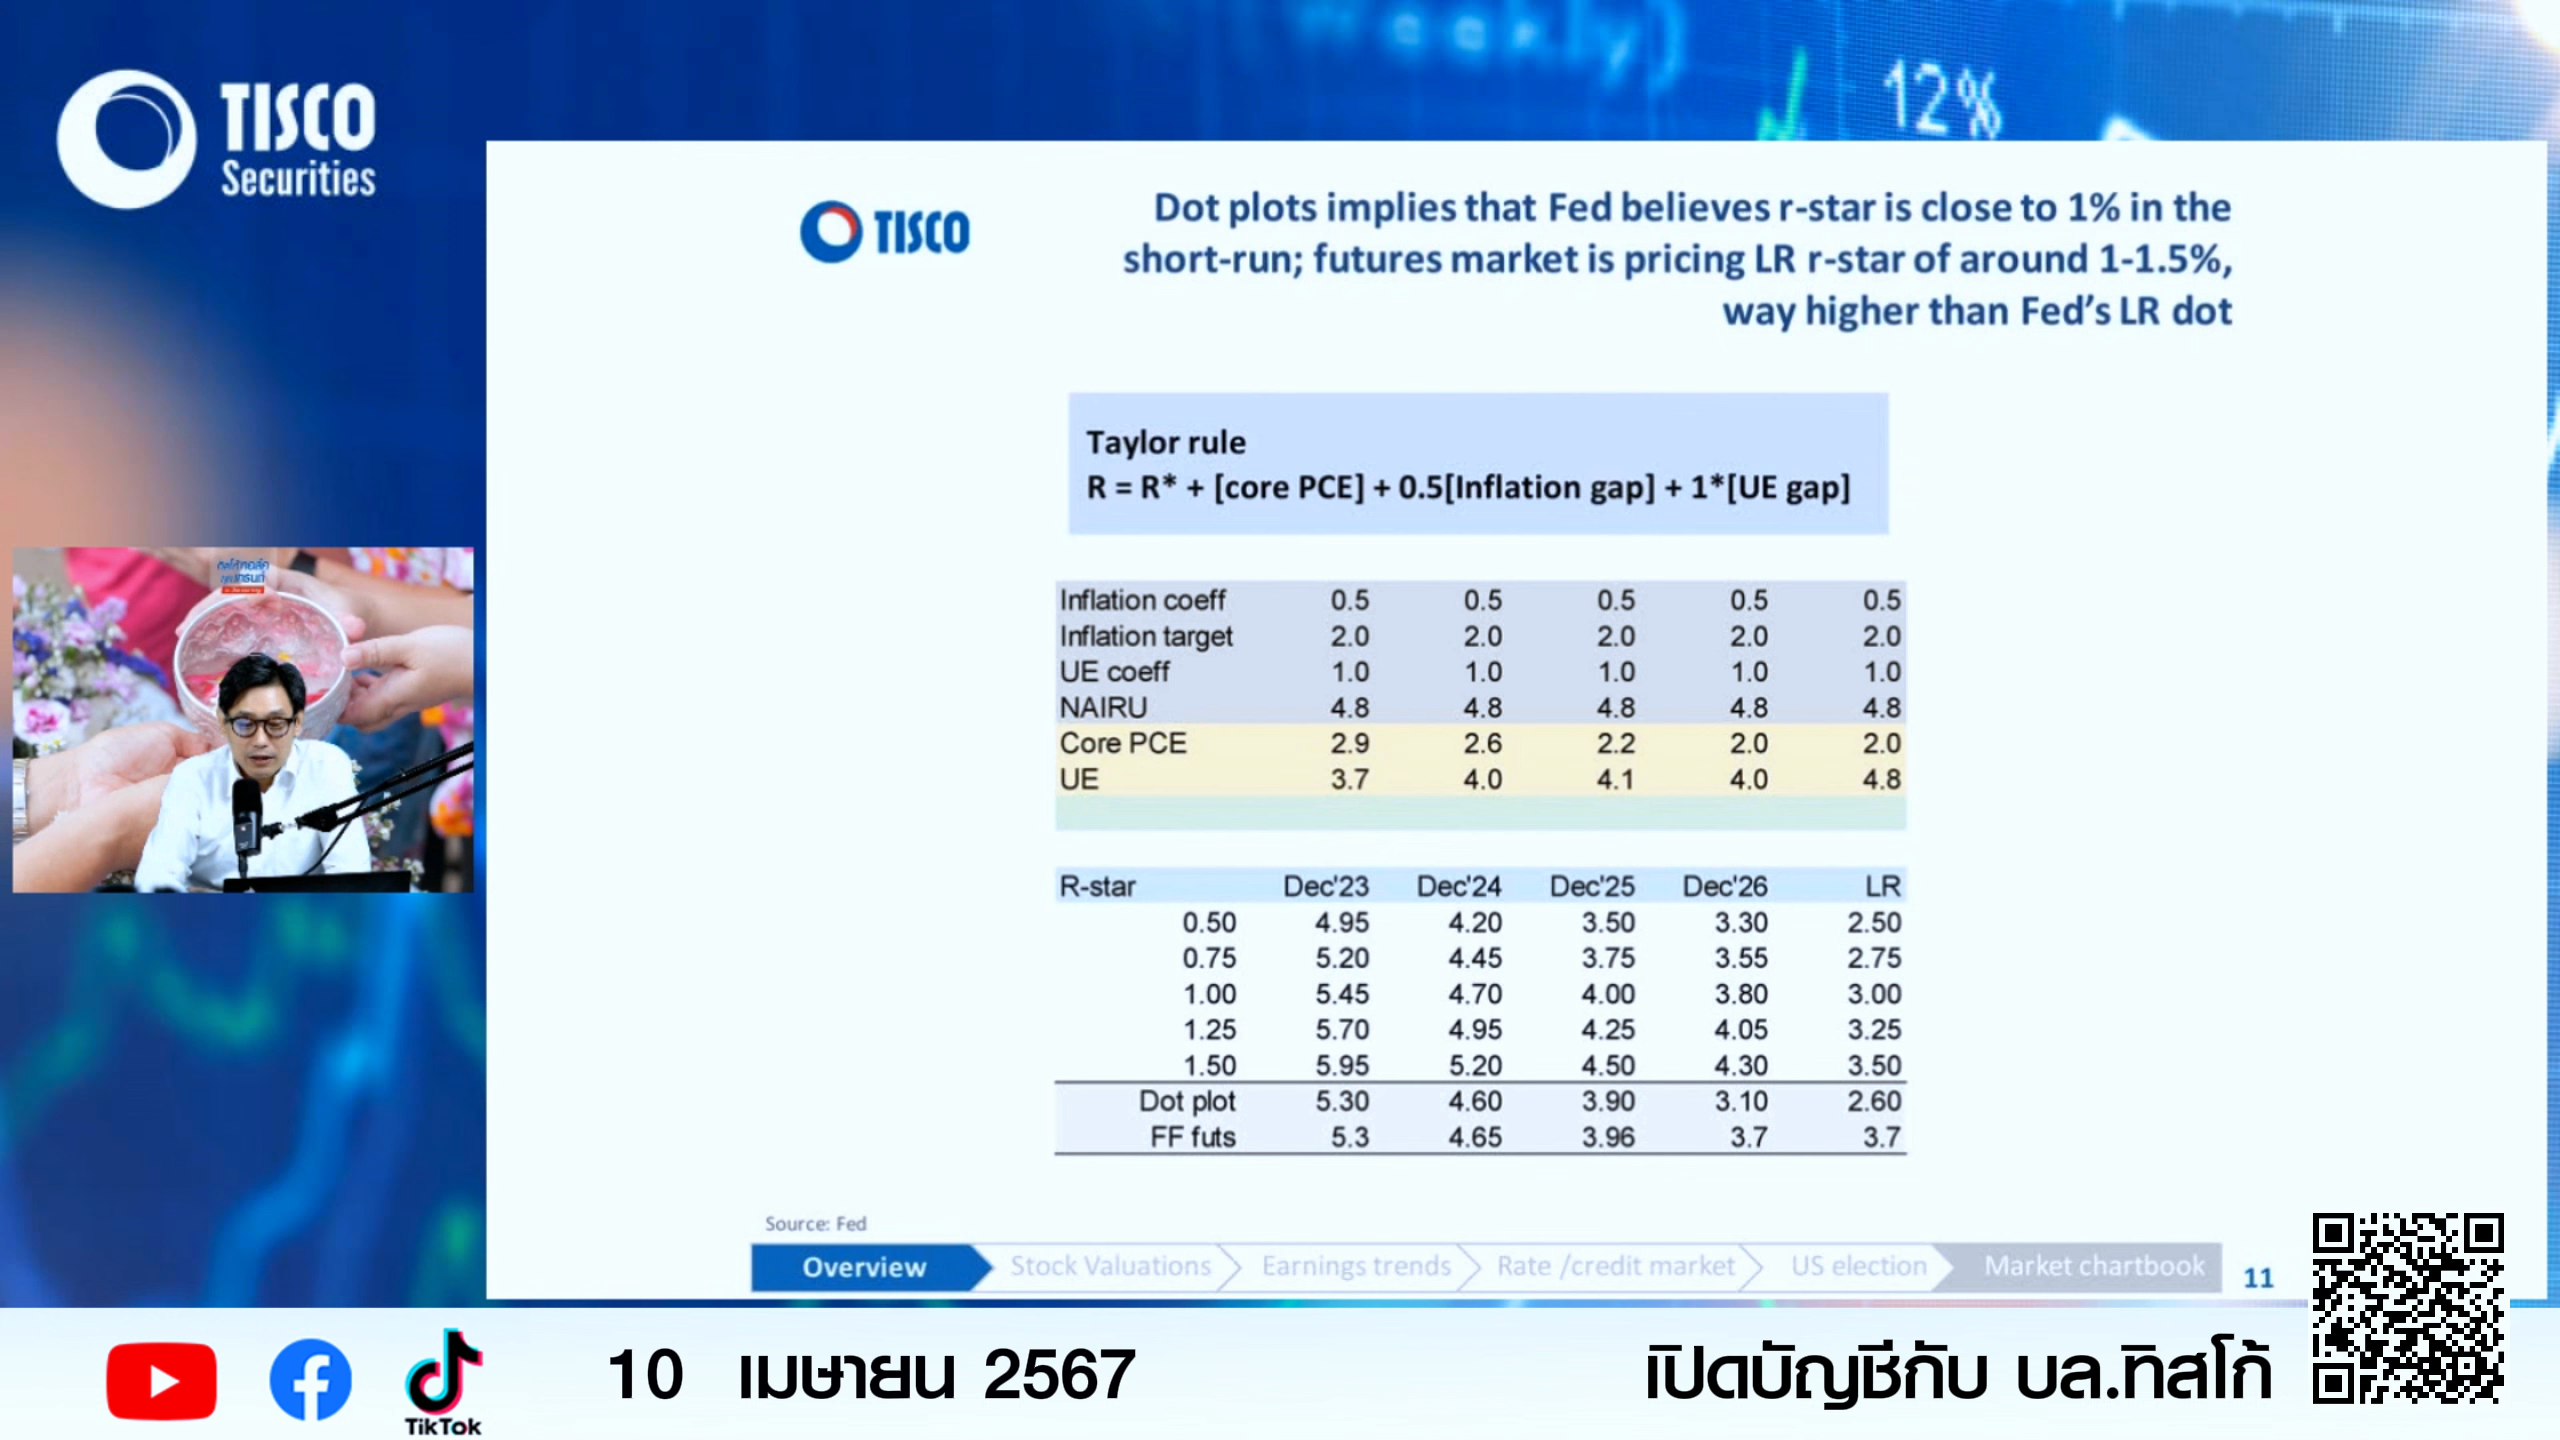 (Weekly)
12%
TISCO
Securities
TISCO
Dot plots implies that Fed believes r-star is close to 1% in the
short-run; futures market is pricing LR r-star of around 1-1.5%,
way higher than Fed’s LR dot
Taylor rule
R = R* + [core PCE] + 0.5[Inflation gap] + 1*[UE gap]
Inflation coeff 0.5 0.5 0.5 0.5 0.5
Inflation target 2.0 2.0 2.0 2.0 2.0
UE coeff 1.0 1.0 1.0 1.0 1.0
NAIRU 4.8 4.8 4.8 4.8 4.8
Core PCE 2.9 2.6 2.2 2.0 2.0
UE 3.7 4.0 4.1 4.0 4.8
R-star Dec'23 Dec'24 Dec'25 Dec'26 LR
0.50 4.95 4.20 3.50 3.30 2.50
0.75 5.20 4.45 3.75 3.55 2.75
1.00 5.45 4.70 4.00 3.80 3.00
1.25 5.70 4.95 4.25 4.05 3.25
1.50 5.95 5.20 4.50 4.30 3.50
Dot plot 5.30 4.60 3.90 3.10 2.60
FF futs 5.3 4.65 3.96 3.7 3.7
Source: Fed
Overview Stock Valuations Earnings trends Rate /credit market US election Market chartbook 11
TikTok
10 เมษายน 2567
เปิดบัญชีกับ บล.ทิสโก้